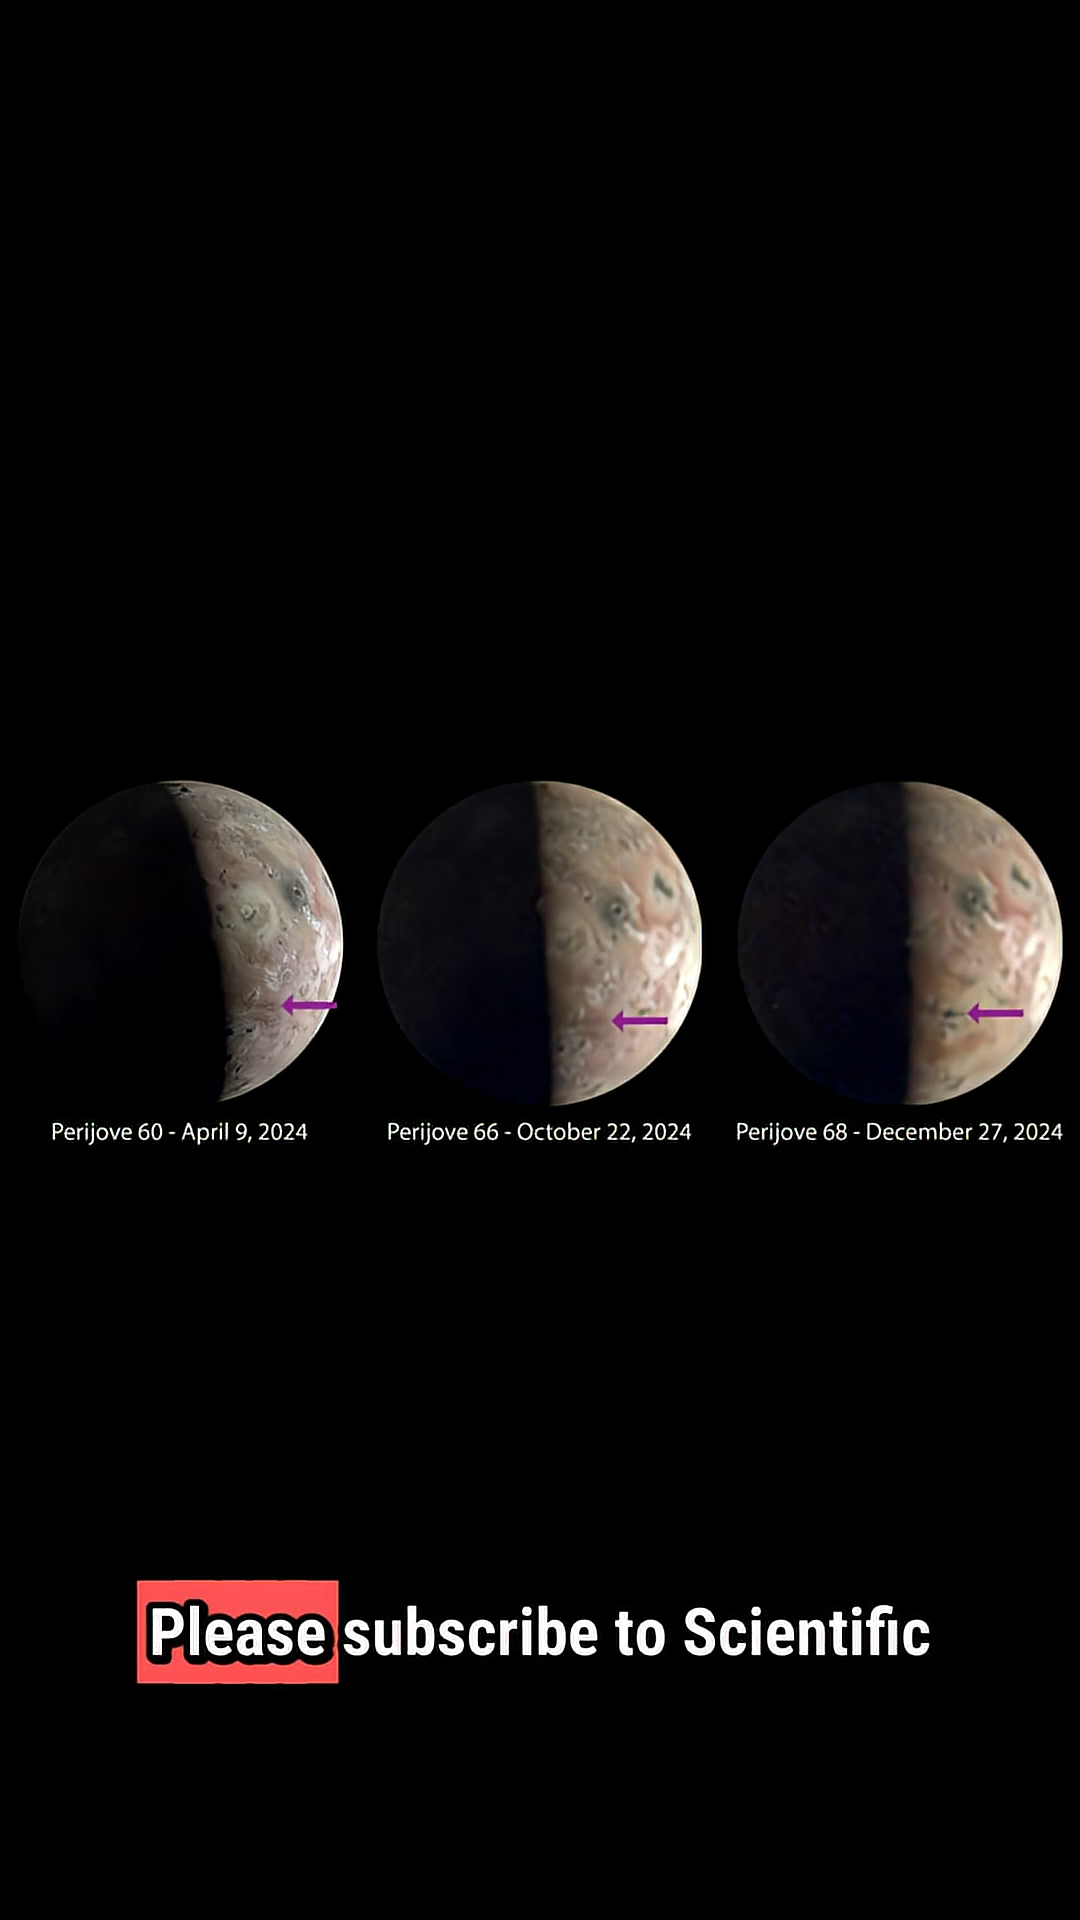 Perijove 60 - April 9, 2024
Perijove 66 - October 22, 2024
Perijove 68 - December 27, 2024
Please subscribe to Scientific